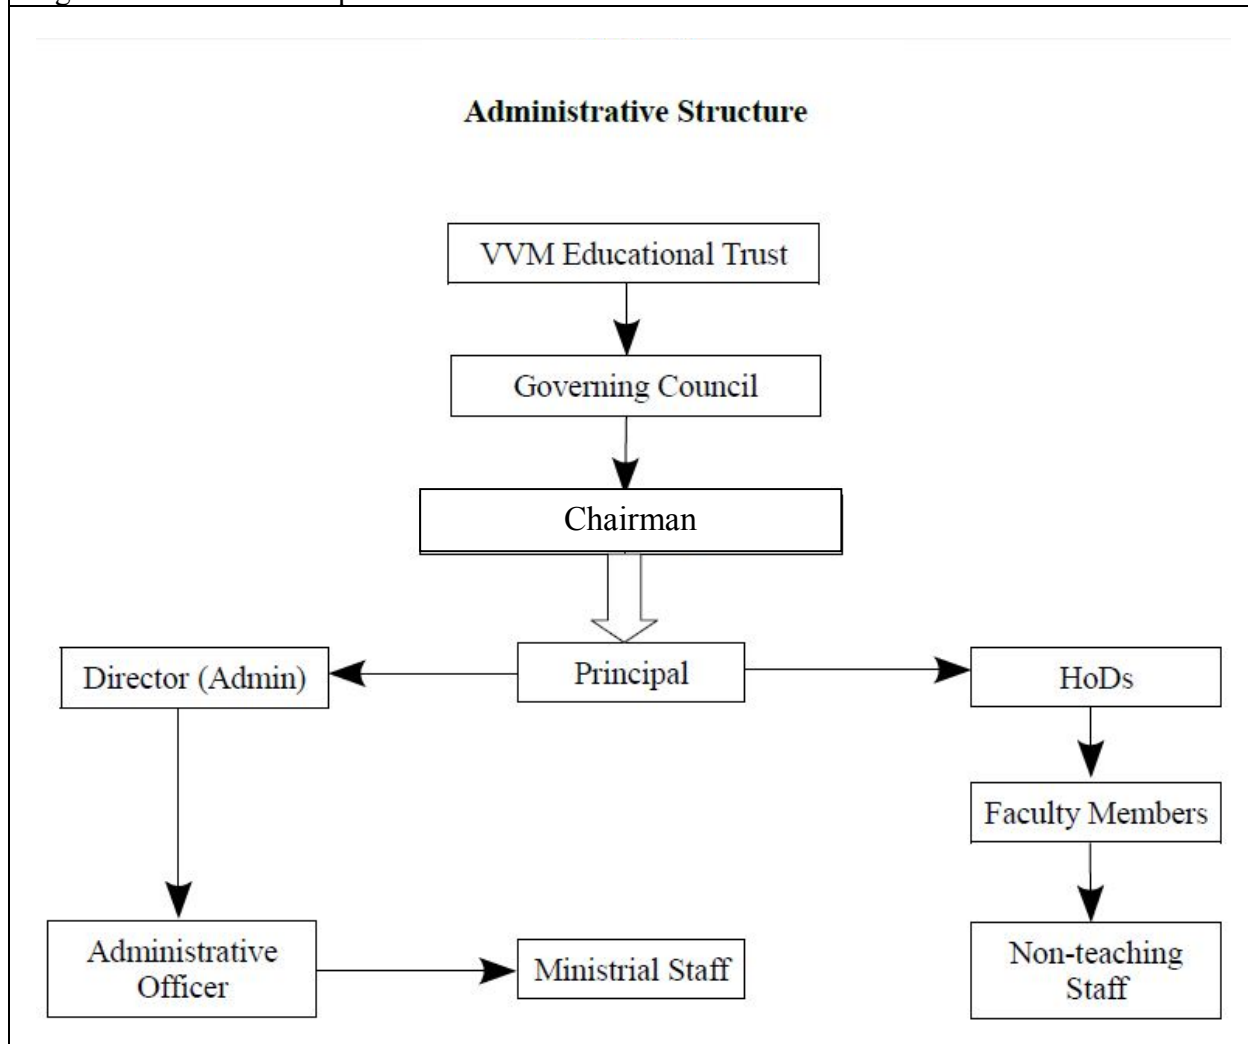 Administrative Structure
VVM Educational Trust
Governing Council
Chairman
Director (Admin)
Principal
HoDs
Faculty Members
Administrative
Officer
Ministrial Staff
Non-teaching
Staff